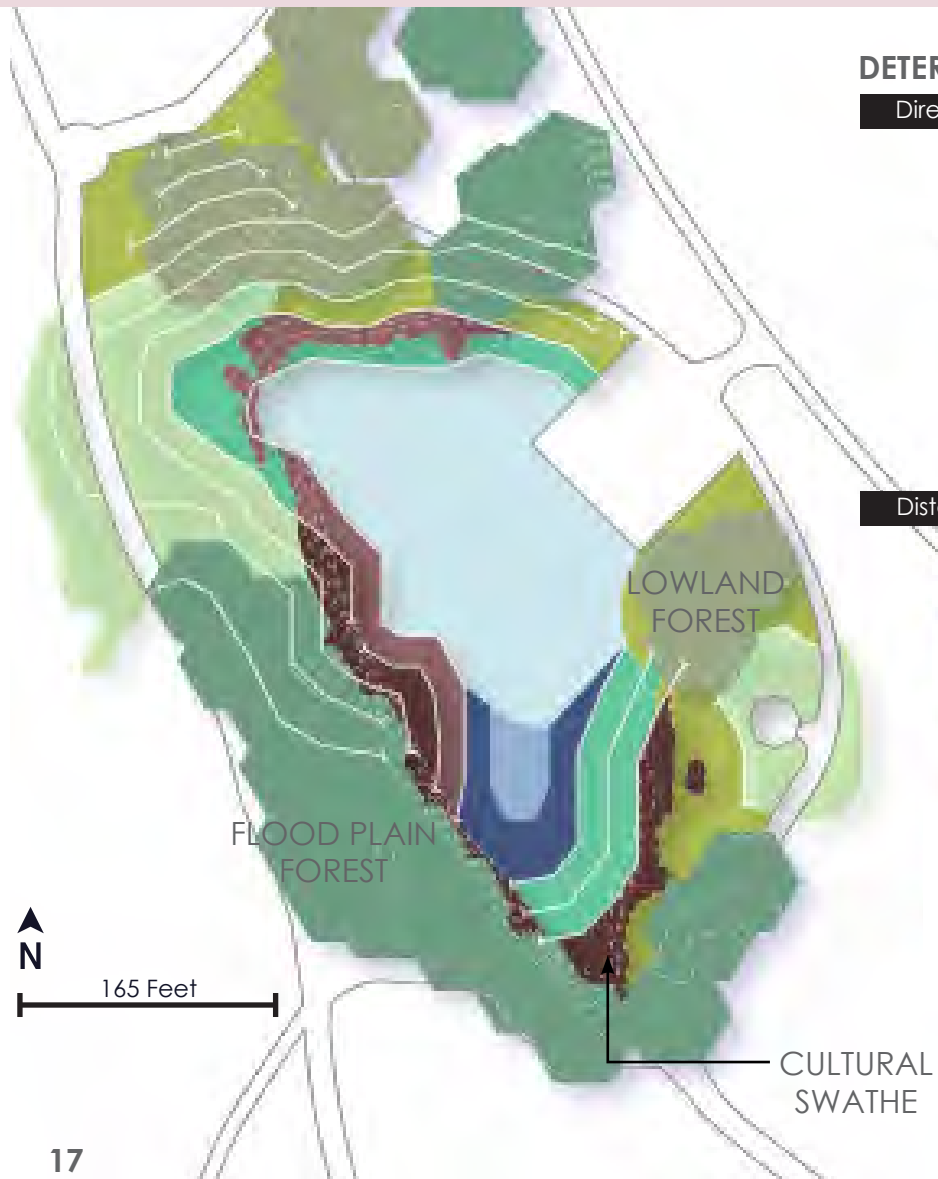 DETER
Dire
Dist
LOWLAND
FOREST
FLOOD PLAIN
FOREST
N
165 Feet
CULTURAL
SWATHE
17